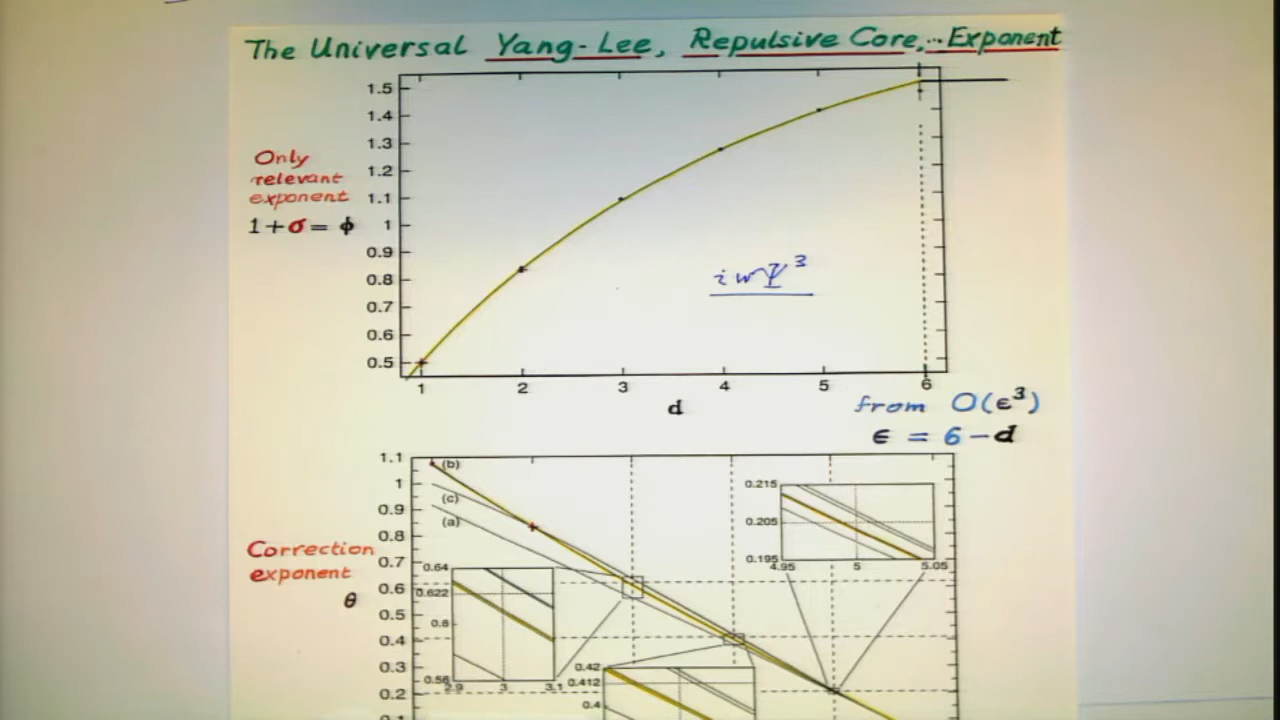 The Universal Yang-Lee, Repulsive Core,... Exponent
1.5
1.4
1.3
1.2
1.1
1
0.9
0.8
0.7
0.6
0.5
Only
relevant
exponent
1+σ = ϕ
i w Ψ³
1 2 3 4 5 6
d
from O(ε³)
ε = 6 - d
1.1
1
0.9
0.8
0.7
0.6
0.5
0.4
0.3
0.2
0.1
Correction
exponent
θ
(b)
(c)
(a)
0.215
0.205
0.195
4.95 5 5.05
0.64
0.622
0.6
0.58
2.9 3 3.1
0.42
0.412
0.4